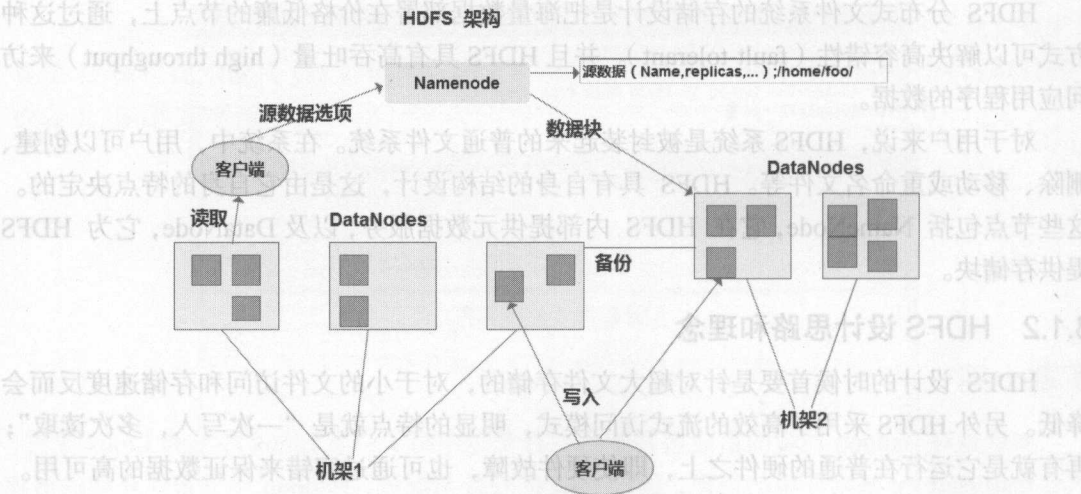 HDFS 分布式文件系统的存储设计是把海量数据部署在价格低廉的节点上，通过这种
HDFS 架构
方式可以解决高容错性（fault tolerant），并且 HDFS 具有高吞吐量（high throughput）来访
Namenode
源数据（Name,replicas,...）;/home/foo/
问应用程序的数据。
源数据选项
数据块
对于用户来说，HDFS 系统是被封装起来的普通文件系统。在系统中，用户可以创建、
客户端
DataNodes
删除、移动或重命名文件等。HDFS 具有自身的结构设计，这是由它自身的特点决定的。
读取
DataNodes
这些节点包括 NameNode，它在 HDFS 内部提供元数据服务，以及 DataNode，它为 HDFS
备份
提供存储块。
3.1.2 HDFS 设计思路和理念
HDFS 设计的时候首要是针对超大文件存储的，对于小的文件访问和存储速度反而会
写入
降低。另外 HDFS 采用了高效的流式访问模式，明显的特点就是“一次写入，多次读取”；
机架2
机架1
客户端
再有就是它运行在普通的硬件之上，即使硬件故障，也可通过容错来保证数据的高可用。